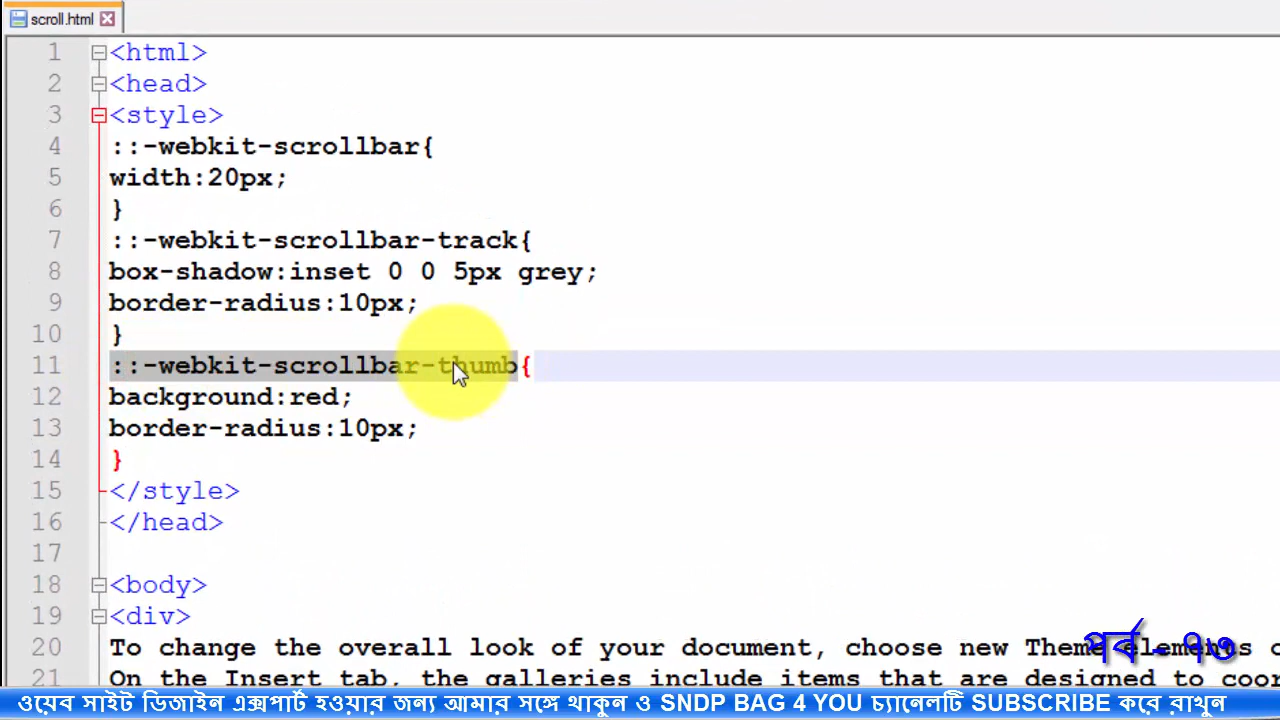 scroll.html
1 <html>
2 <head>
3 <style>
4 ::-webkit-scrollbar{
5 width:20px;
6 }
7 ::-webkit-scrollbar-track{
8 box-shadow:inset 0 0 5px grey;
9 border-radius:10px;
10 }
11 ::-webkit-scrollbar-thumb{
12 background:red;
13 border-radius:10px;
14 }
15 </style>
16 </head>
17
18 <body>
19 <div>
20 To change the overall look of your document, choose new Theme elements
21 On the Insert tab, the galleries include items that are designed to
পর্ব - ৭৩
ওয়েব সাইট ডিজাইন এক্সপার্ট হওয়ার জন্য আমার সঙ্গে থাকুন ও SNDP BAG 4 YOU চ্যানেলটি SUBSCRIBE করে রাখুন